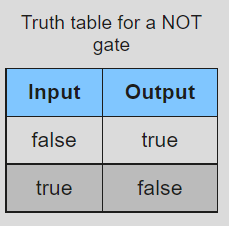 Truth table for a NOT
gate
Input Output
false true
true false